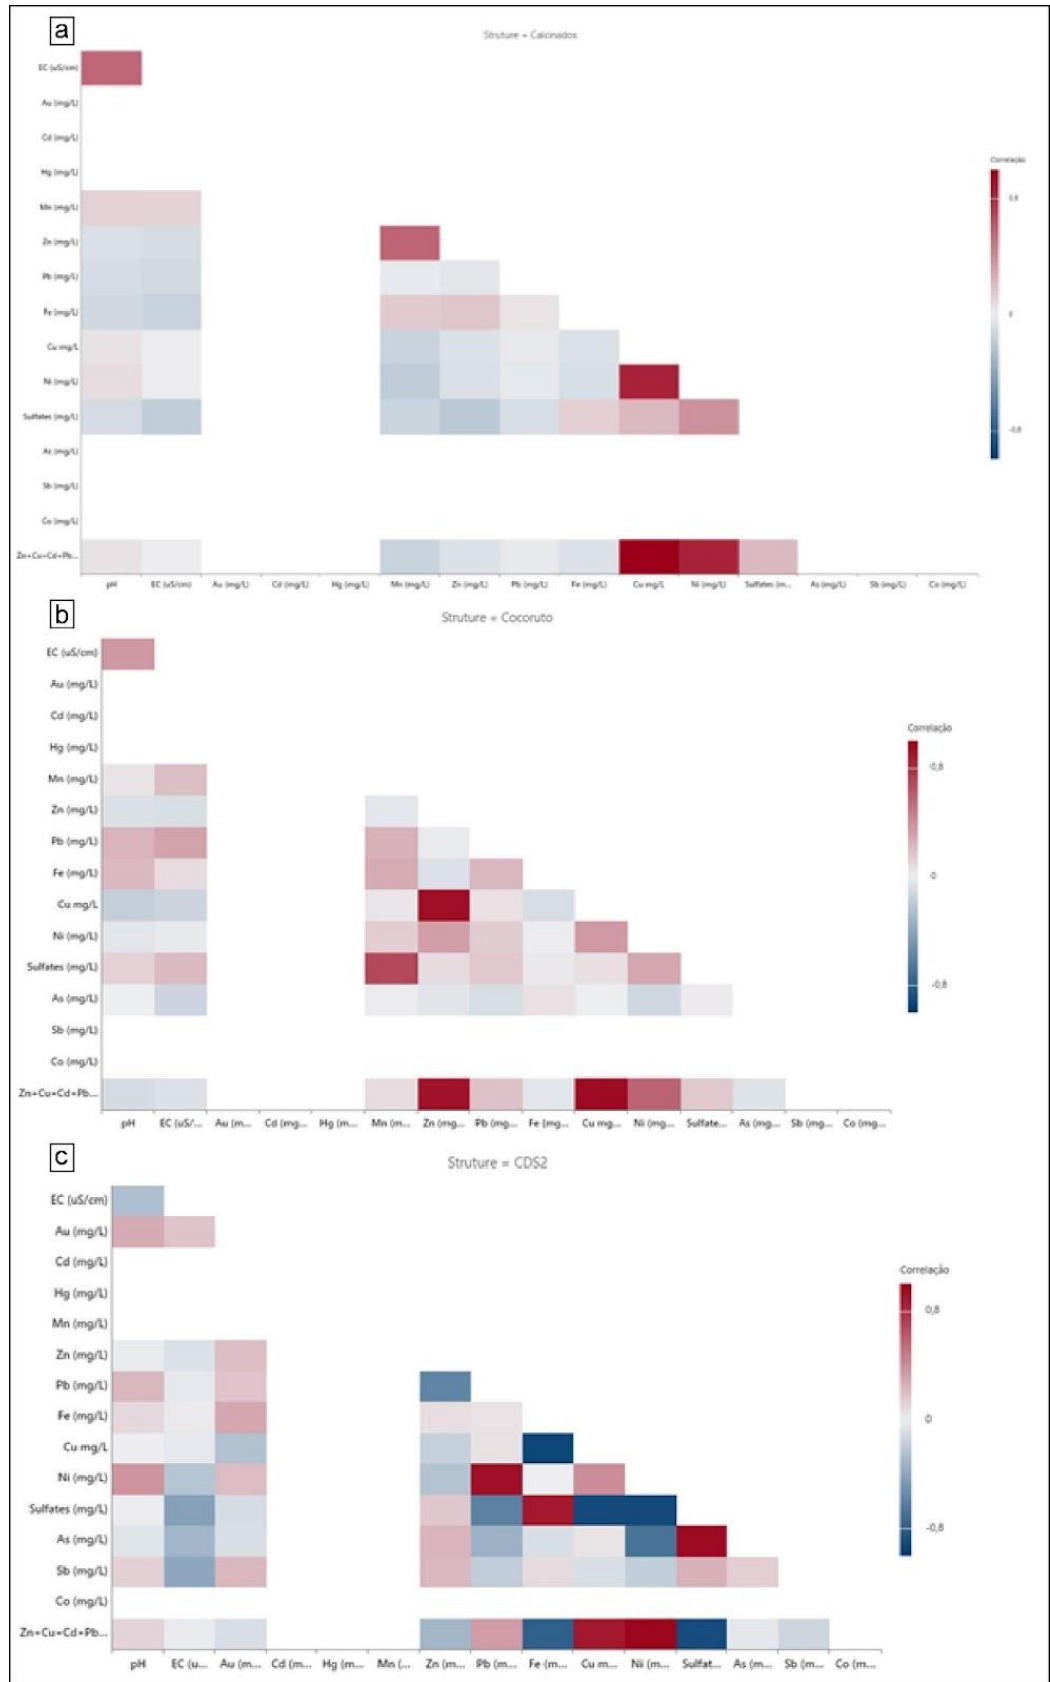 a
Struture = Calcinados
EC (uS/cm)
Au (mg/L)
Cd (mg/L)
Hg (mg/L)
Mn (mg/L)
Zn (mg/L)
Pb (mg/L)
Fe (mg/L)
Cu mg/L
Ni (mg/L)
Sulfates (mg/L)
As (mg/L)
Sb (mg/L)
Co (mg/L)
Zn+Cu+Cd+Pb...
pH EC (uS/cm) Au (mg/L) Cd (mg/L) Hg (mg/L) Mn (mg/L) Zn (mg/L) Pb (mg/L) Fe (mg/L) Cu mg/L Ni (mg/L) Sulfates (m... As (mg/L) Sb (mg/L) Co (mg/L)
Correlação
0,8
0
-0,8
b
Struture = Cocoruto
EC (uS/cm)
Au (mg/L)
Cd (mg/L)
Hg (mg/L)
Mn (mg/L)
Zn (mg/L)
Pb (mg/L)
Fe (mg/L)
Cu mg/L
Ni (mg/L)
Sulfates (mg/L)
As (mg/L)
Sb (mg/L)
Co (mg/L)
Zn+Cu+Cd+Pb...
pH EC (uS/... Au (m... Cd (mg... Hg (m... Mn (m... Zn (mg... Pb (mg... Fe (mg... Cu mg... Ni (mg... Sulfate... As (mg... Sb (mg... Co (mg...
Correlação
0,8
0
-0,8
c
Struture = CDS2
EC (uS/cm)
Au (mg/L)
Cd (mg/L)
Hg (mg/L)
Mn (mg/L)
Zn (mg/L)
Pb (mg/L)
Fe (mg/L)
Cu mg/L
Ni (mg/L)
Sulfates (mg/L)
As (mg/L)
Sb (mg/L)
Co (mg/L)
Zn+Cu+Cd+Pb...
pH EC (u... Au (m... Cd (m... Hg (m... Mn (... Zn (m... Pb (m... Fe (m... Cu m... Ni (m... Sulfat... As (m... Sb (m... Co (m...
Correlação
0,8
0
-0,8